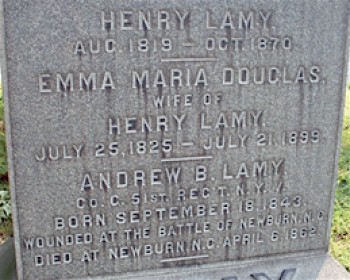 HENRY LAMY.
AUG. 1819 – OCT. 1870
EMMA MARIA DOUGLAS,
WIFE OF
HENRY LAMY,
JULY 25, 1825 – JULY 21, 1899
ANDREW B. LAMY,
CO. C. 51ST. REG'T. N.Y.V.
BORN SEPTEMBER 18, 1843,
WOUNDED AT THE BATTLE OF NEWBURN, N.C.
DIED AT NEWBURN N.C. APRIL 6, 1862.